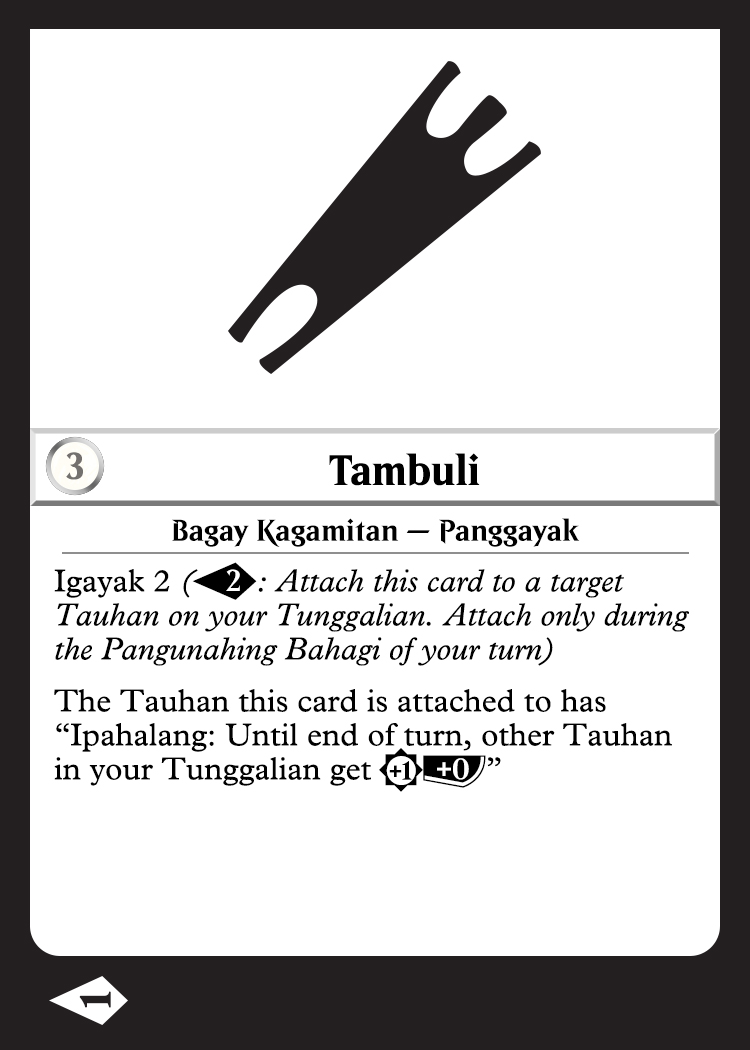 3
Tambuli
Bagay Kagamitan — Panggayak
Igayak 2 (2: Attach this card to a target
Tauhan on your Tunggalian. Attach only during
the Pangunahing Bahagi of your turn)
The Tauhan this card is attached to has
“Ipahalang: Until end of turn, other Tauhan
in your Tunggalian get +1 +0”
1